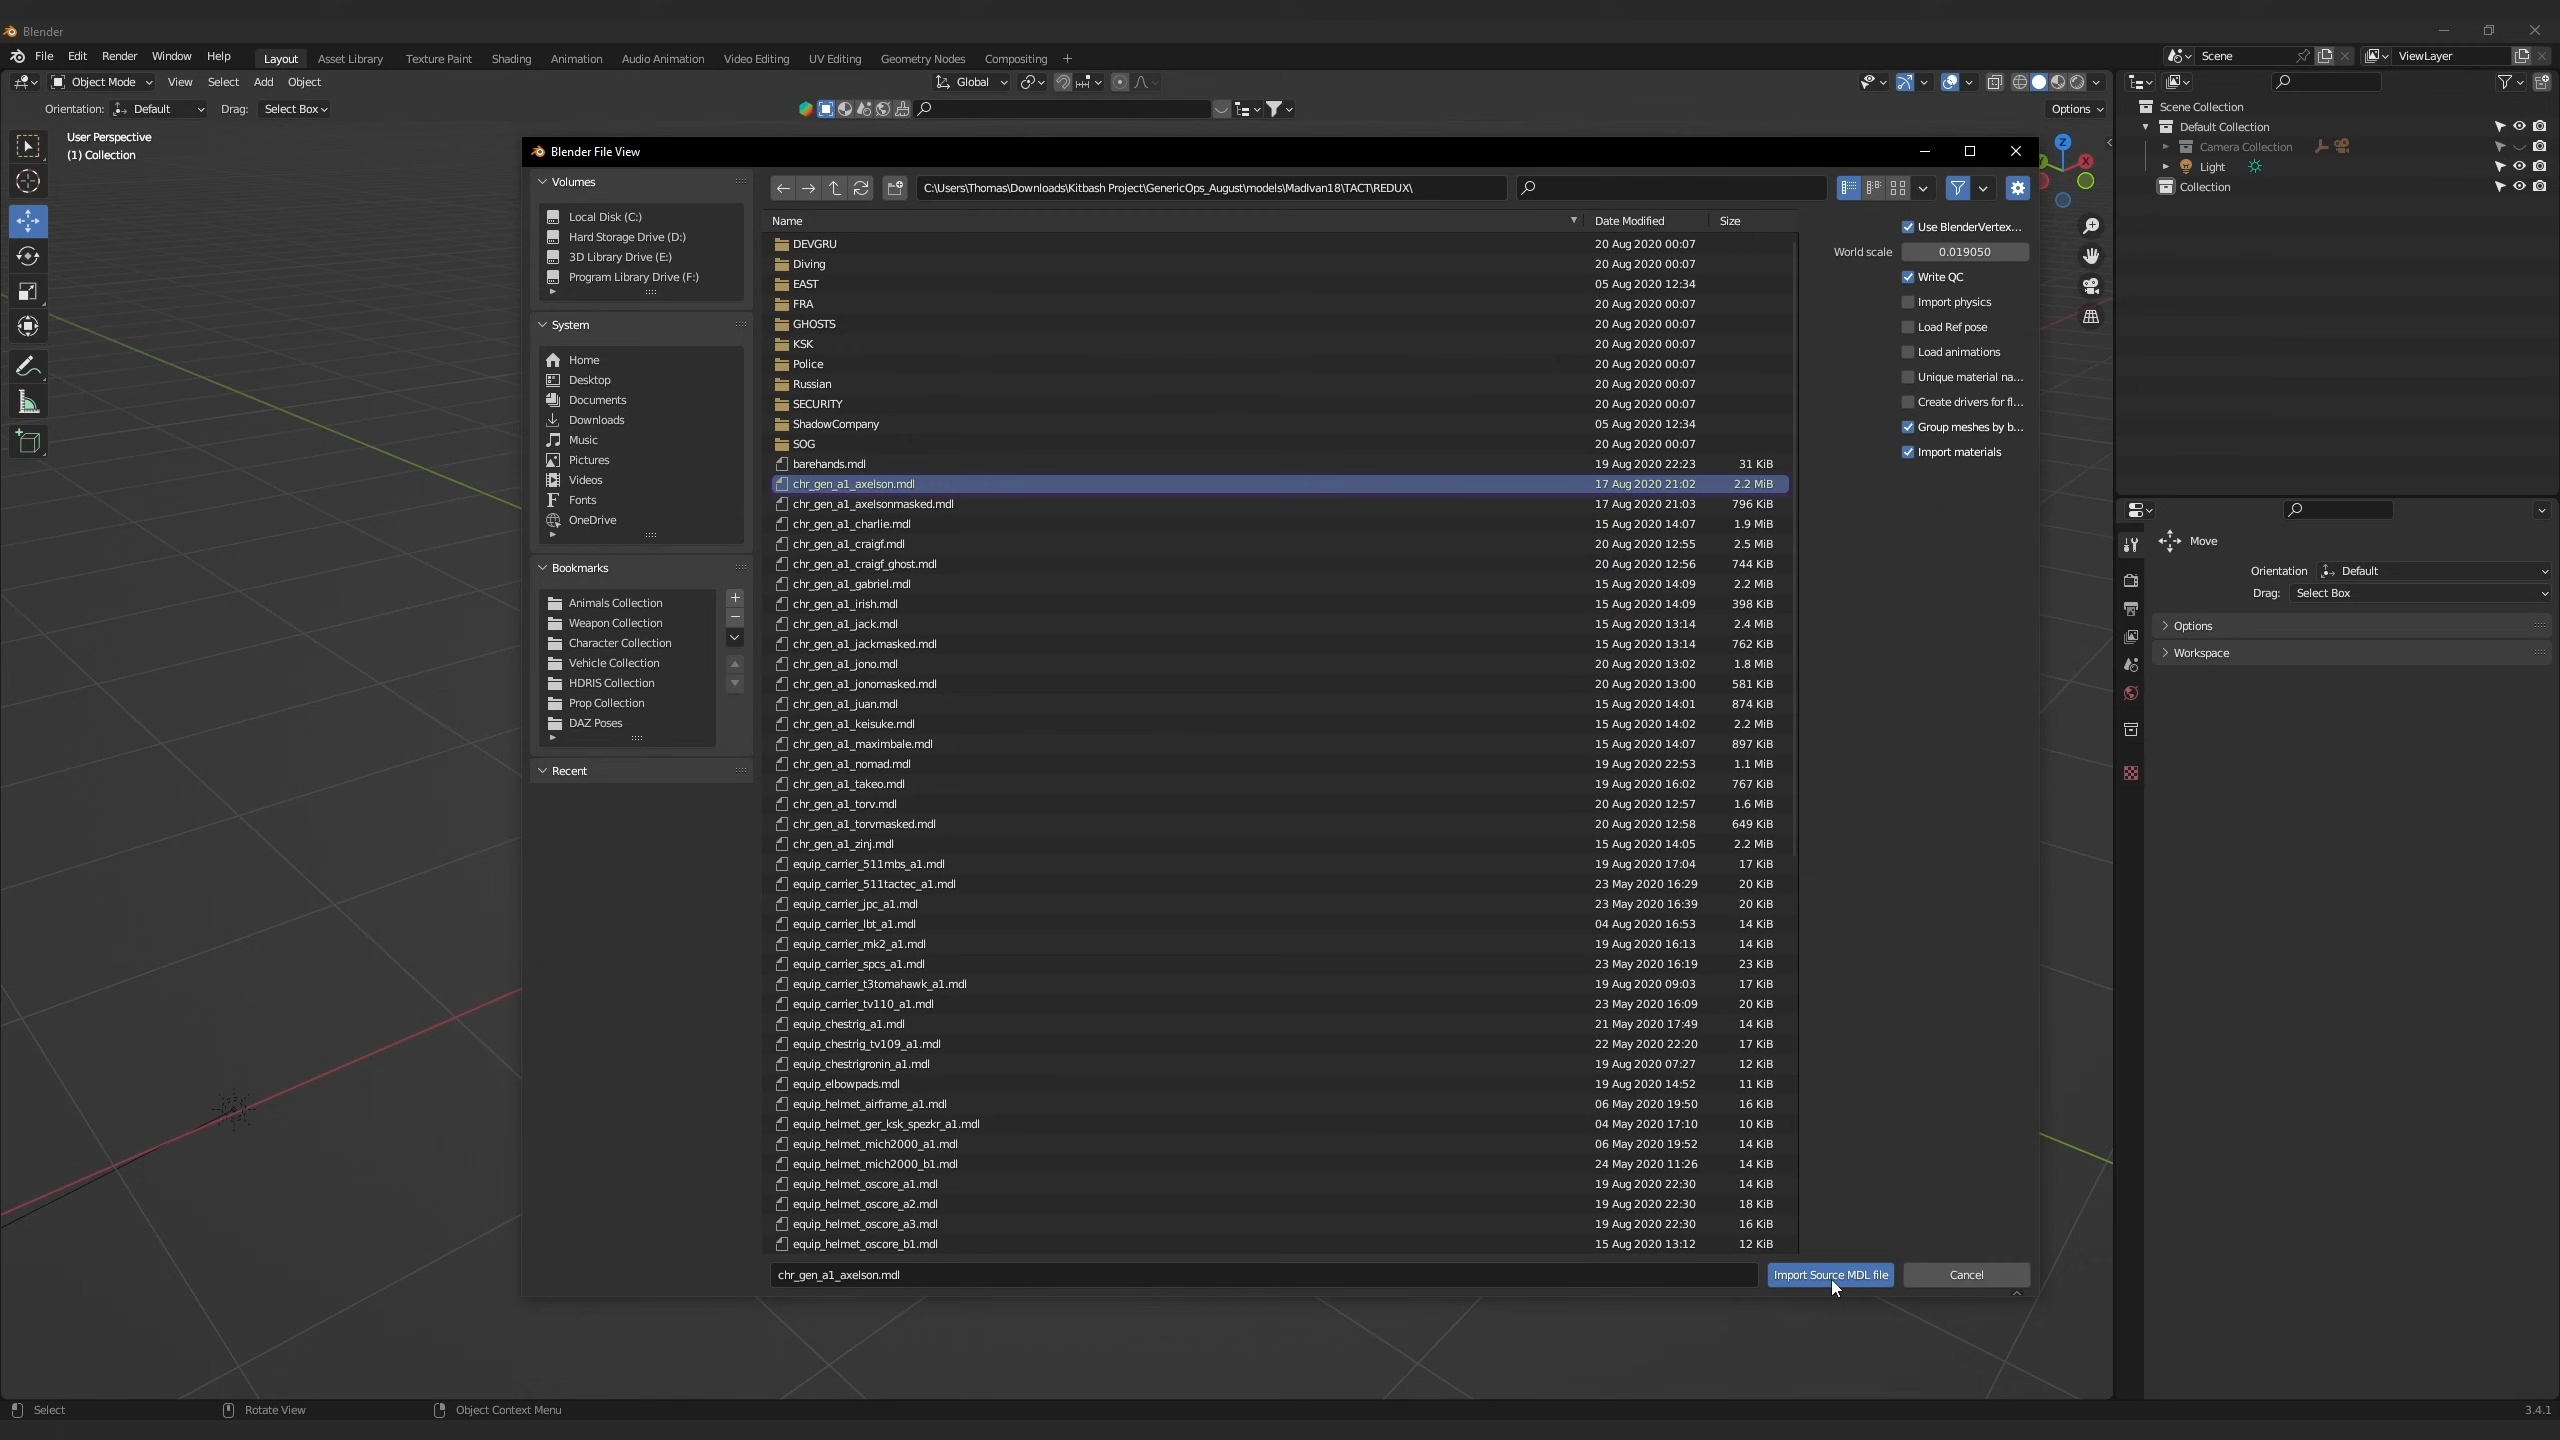 Blender
File Edit Render Window Help Layout Asset Library Texture Paint Shading Animation Audio Animation Video Editing UV Editing Geometry Nodes Compositing + Scene ViewLayer
Object Mode View Select Add Object Global
Orientation: Default Drag: Select Box Options
User Perspective
(1) Collection
Scene Collection
Default Collection
Camera Collection
Light
Collection
Z
X
Blender File View
Volumes
Local Disk (C:)
Hard Storage Drive (D:)
3D Library Drive (E:)
Program Library Drive (F:)
System
Home
Desktop
Documents
Downloads
Music
Pictures
Videos
Fonts
OneDrive
Bookmarks
Animals Collection
Weapon Collection
Character Collection
Vehicle Collection
HDRIS Collection
Prop Collection
DAZ Poses
Recent
C:\Users\Thomas\Downloads\Kitbash Project\GenericOps_August\models\MadIvan18\TACT\REDUX\
Name Date Modified Size
DEVGRU 20 Aug 2020 00:07
Diving 20 Aug 2020 00:07
EAST 05 Aug 2020 12:34
FRA 20 Aug 2020 00:07
GHOSTS 20 Aug 2020 00:07
KSK 20 Aug 2020 00:07
Police 20 Aug 2020 00:07
Russian 20 Aug 2020 00:07
SECURITY 20 Aug 2020 00:07
ShadowCompany 05 Aug 2020 12:34
SOG 20 Aug 2020 00:07
barehands.mdl 19 Aug 2020 22:23 31 KiB
chr_gen_a1_axelson.mdl 17 Aug 2020 21:02 2.2 MiB
chr_gen_a1_axelsonmasked.mdl 17 Aug 2020 21:03 796 KiB
chr_gen_a1_charlie.mdl 15 Aug 2020 14:07 1.9 MiB
chr_gen_a1_craigf.mdl 20 Aug 2020 12:55 2.5 MiB
chr_gen_a1_craigf_ghost.mdl 20 Aug 2020 12:56 744 KiB
chr_gen_a1_gabriel.mdl 15 Aug 2020 14:09 2.2 MiB
chr_gen_a1_irish.mdl 15 Aug 2020 14:09 398 KiB
chr_gen_a1_jack.mdl 15 Aug 2020 13:14 2.4 MiB
chr_gen_a1_jackmasked.mdl 15 Aug 2020 13:14 762 KiB
chr_gen_a1_jono.mdl 20 Aug 2020 13:02 1.8 MiB
chr_gen_a1_jonomasked.mdl 20 Aug 2020 13:00 581 KiB
chr_gen_a1_juan.mdl 15 Aug 2020 14:01 874 KiB
chr_gen_a1_keisuke.mdl 15 Aug 2020 14:02 2.2 MiB
chr_gen_a1_maximbale.mdl 15 Aug 2020 14:07 897 KiB
chr_gen_a1_nomad.mdl 19 Aug 2020 22:53 1.1 MiB
chr_gen_a1_takeo.mdl 19 Aug 2020 16:02 767 KiB
chr_gen_a1_torv.mdl 20 Aug 2020 12:57 1.6 MiB
chr_gen_a1_torvmasked.mdl 20 Aug 2020 12:58 649 KiB
chr_gen_a1_zinj.mdl 15 Aug 2020 14:05 2.2 MiB
equip_carrier_511mbs_a1.mdl 19 Aug 2020 17:04 17 KiB
equip_carrier_511tactec_a1.mdl 23 May 2020 16:29 20 KiB
equip_carrier_jpc_a1.mdl 23 May 2020 16:39 20 KiB
equip_carrier_lbt_a1.mdl 04 Aug 2020 16:53 14 KiB
equip_carrier_mk2_a1.mdl 19 Aug 2020 16:13 14 KiB
equip_carrier_spcs_a1.mdl 23 May 2020 16:19 23 KiB
equip_carrier_t3tomahawk_a1.mdl 19 Aug 2020 09:03 17 KiB
equip_carrier_tv110_a1.mdl 23 May 2020 16:09 20 KiB
equip_chestrig_a1.mdl 21 May 2020 17:49 14 KiB
equip_chestrig_tv109_a1.mdl 22 May 2020 22:20 17 KiB
equip_chestrigronin_a1.mdl 19 Aug 2020 07:27 12 KiB
equip_elbowpads.mdl 19 Aug 2020 14:52 11 KiB
equip_helmet_airframe_a1.mdl 06 May 2020 19:50 16 KiB
equip_helmet_ger_ksk_spezkr_a1.mdl 04 May 2020 17:10 10 KiB
equip_helmet_mich2000_a1.mdl 06 May 2020 19:52 14 KiB
equip_helmet_mich2000_b1.mdl 24 May 2020 11:26 14 KiB
equip_helmet_oscore_a1.mdl 19 Aug 2020 22:30 14 KiB
equip_helmet_oscore_a2.mdl 19 Aug 2020 22:30 18 KiB
equip_helmet_oscore_a3.mdl 19 Aug 2020 22:30 16 KiB
equip_helmet_oscore_b1.mdl 15 Aug 2020 13:12 12 KiB
chr_gen_a1_axelson.mdl Import Source MDL file Cancel
Use BlenderVertex...
World scale 0.019050
Write QC
Import physics
Load Ref pose
Load animations
Unique material na...
Create drivers for fl...
Group meshes by b...
Import materials
Move
Orientation Default
Drag: Select Box
Options
Workspace
Select Rotate View Object Context Menu 3.4.1